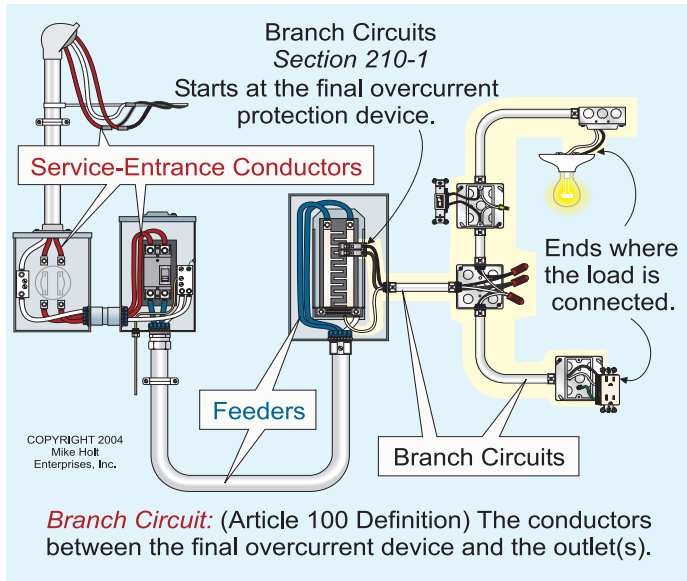 Branch Circuits
Section 210-1
Starts at the final overcurrent
protection device.
Service-Entrance Conductors
Ends where
the load is
connected.
Feeders
COPYRIGHT 2004
Mike Holt
Enterprises, Inc.
Branch Circuits
Branch Circuit: (Article 100 Definition) The conductors
between the final overcurrent device and the outlet(s).